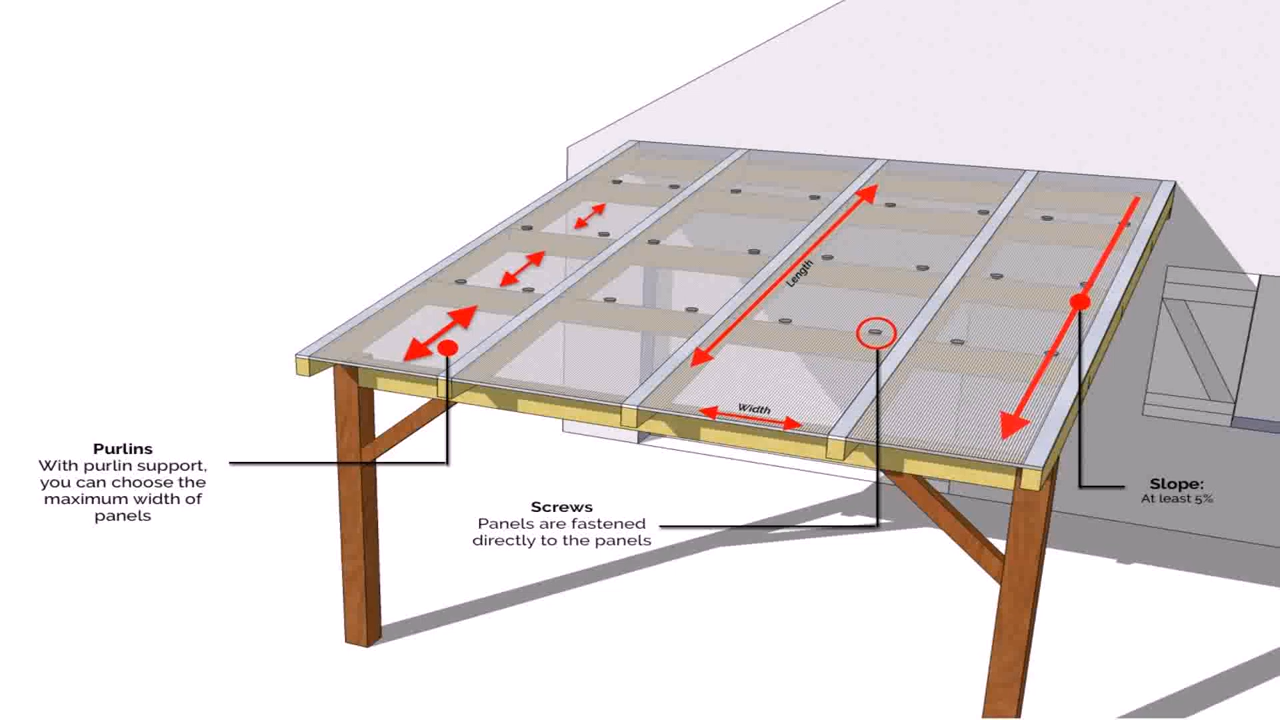 Length
Width
Purlins
With purlin support,
you can choose the
maximum width of
panels
Screws
Panels are fastened
directly to the panels
Slope:
At least 5%